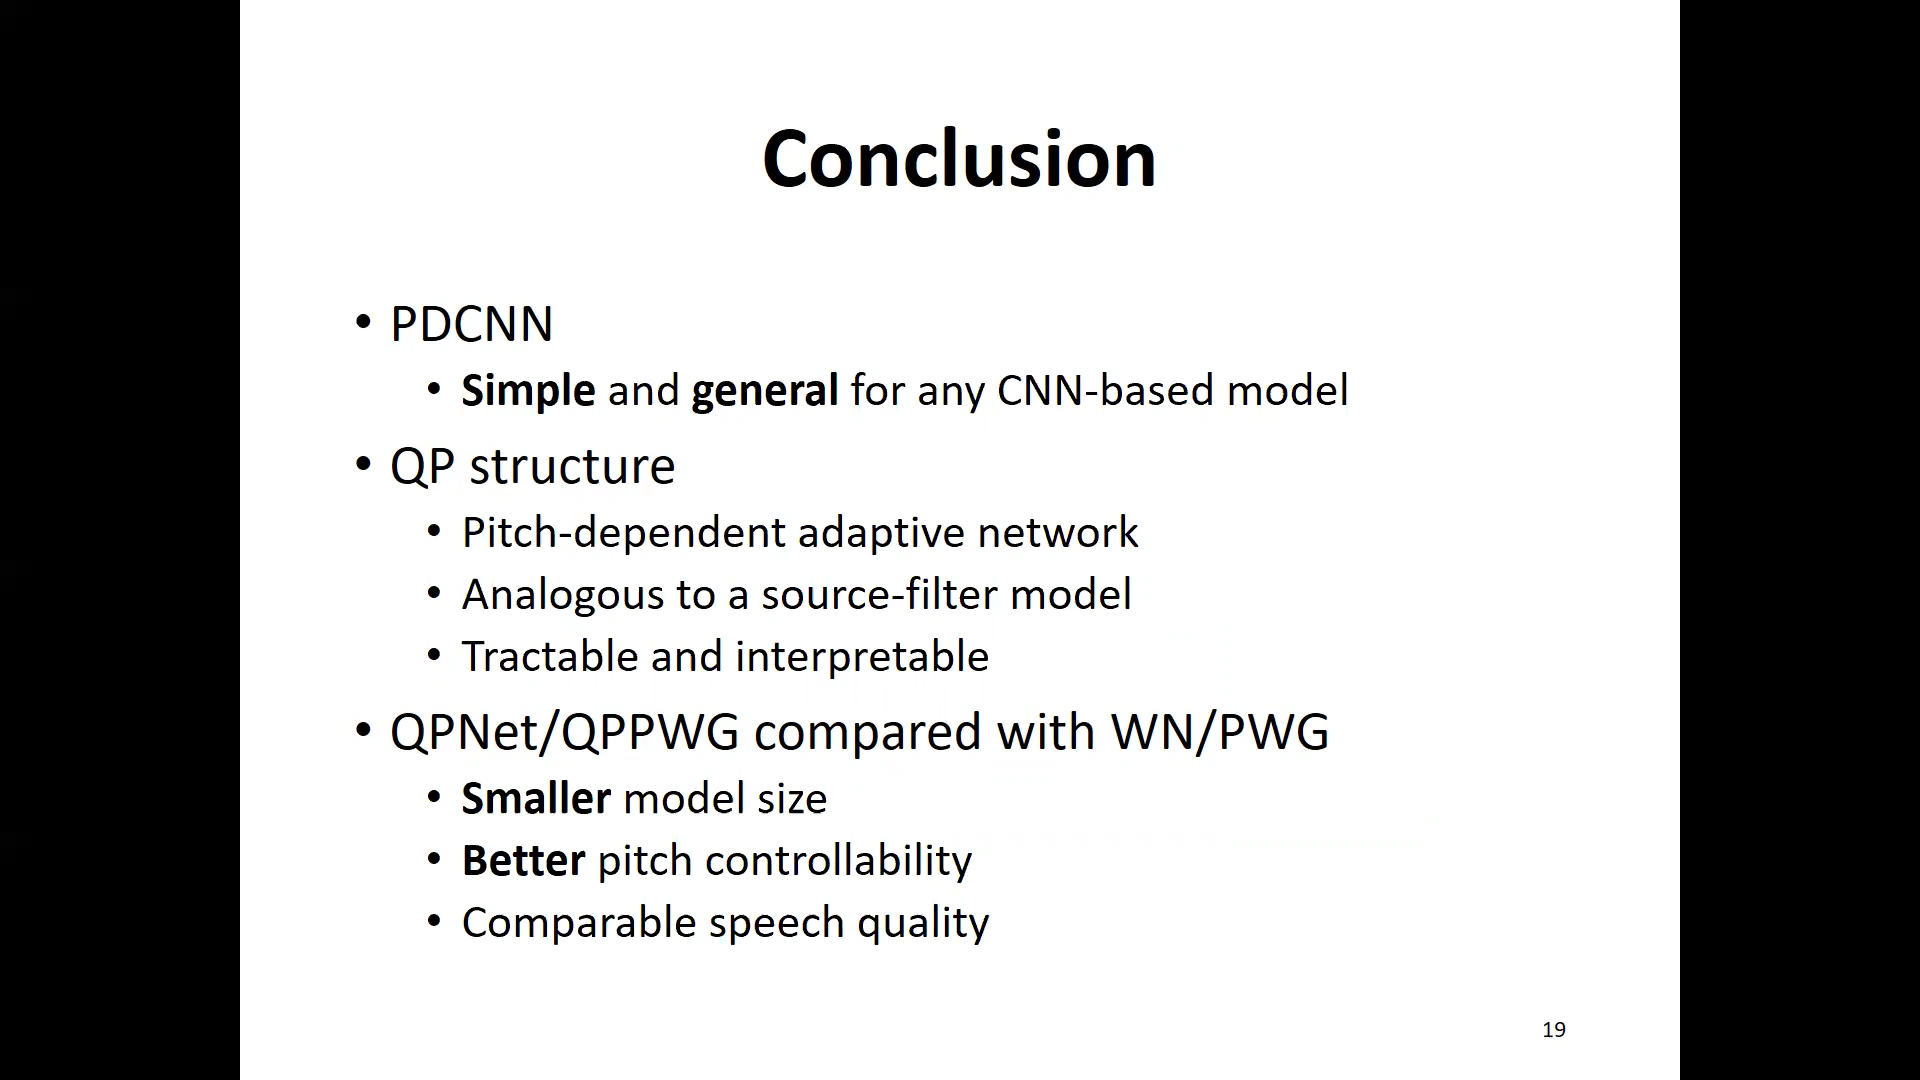 Conclusion
• PDCNN
• Simple and general for any CNN-based model
• QP structure
• Pitch-dependent adaptive network
• Analogous to a source-filter model
• Tractable and interpretable
• QPNet/QPPWG compared with WN/PWG
• Smaller model size
• Better pitch controllability
• Comparable speech quality
19